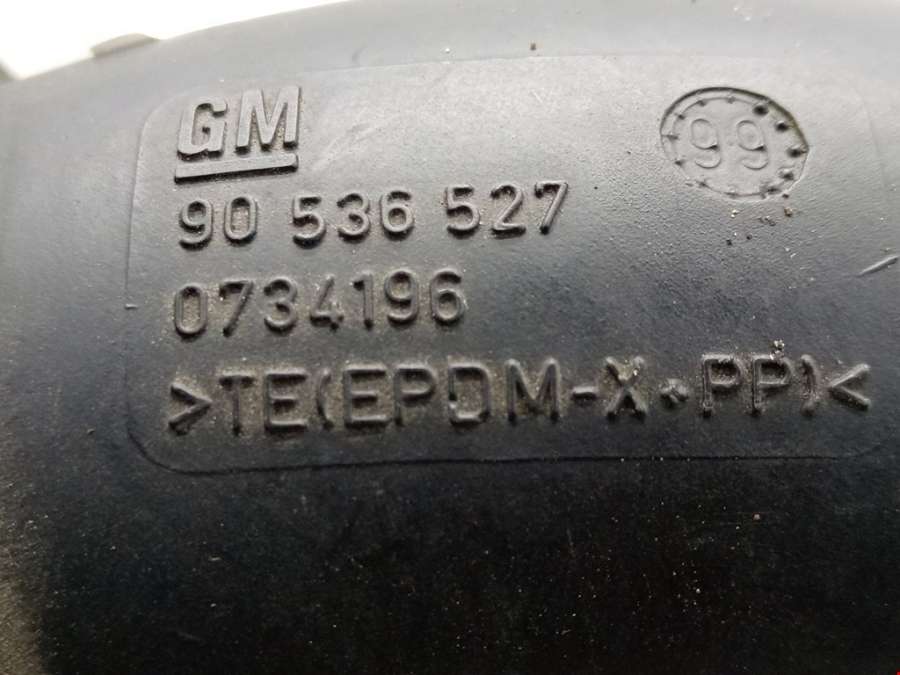 GM
99
90 536 527
0734196
>TE(EPDM-X+PP)<